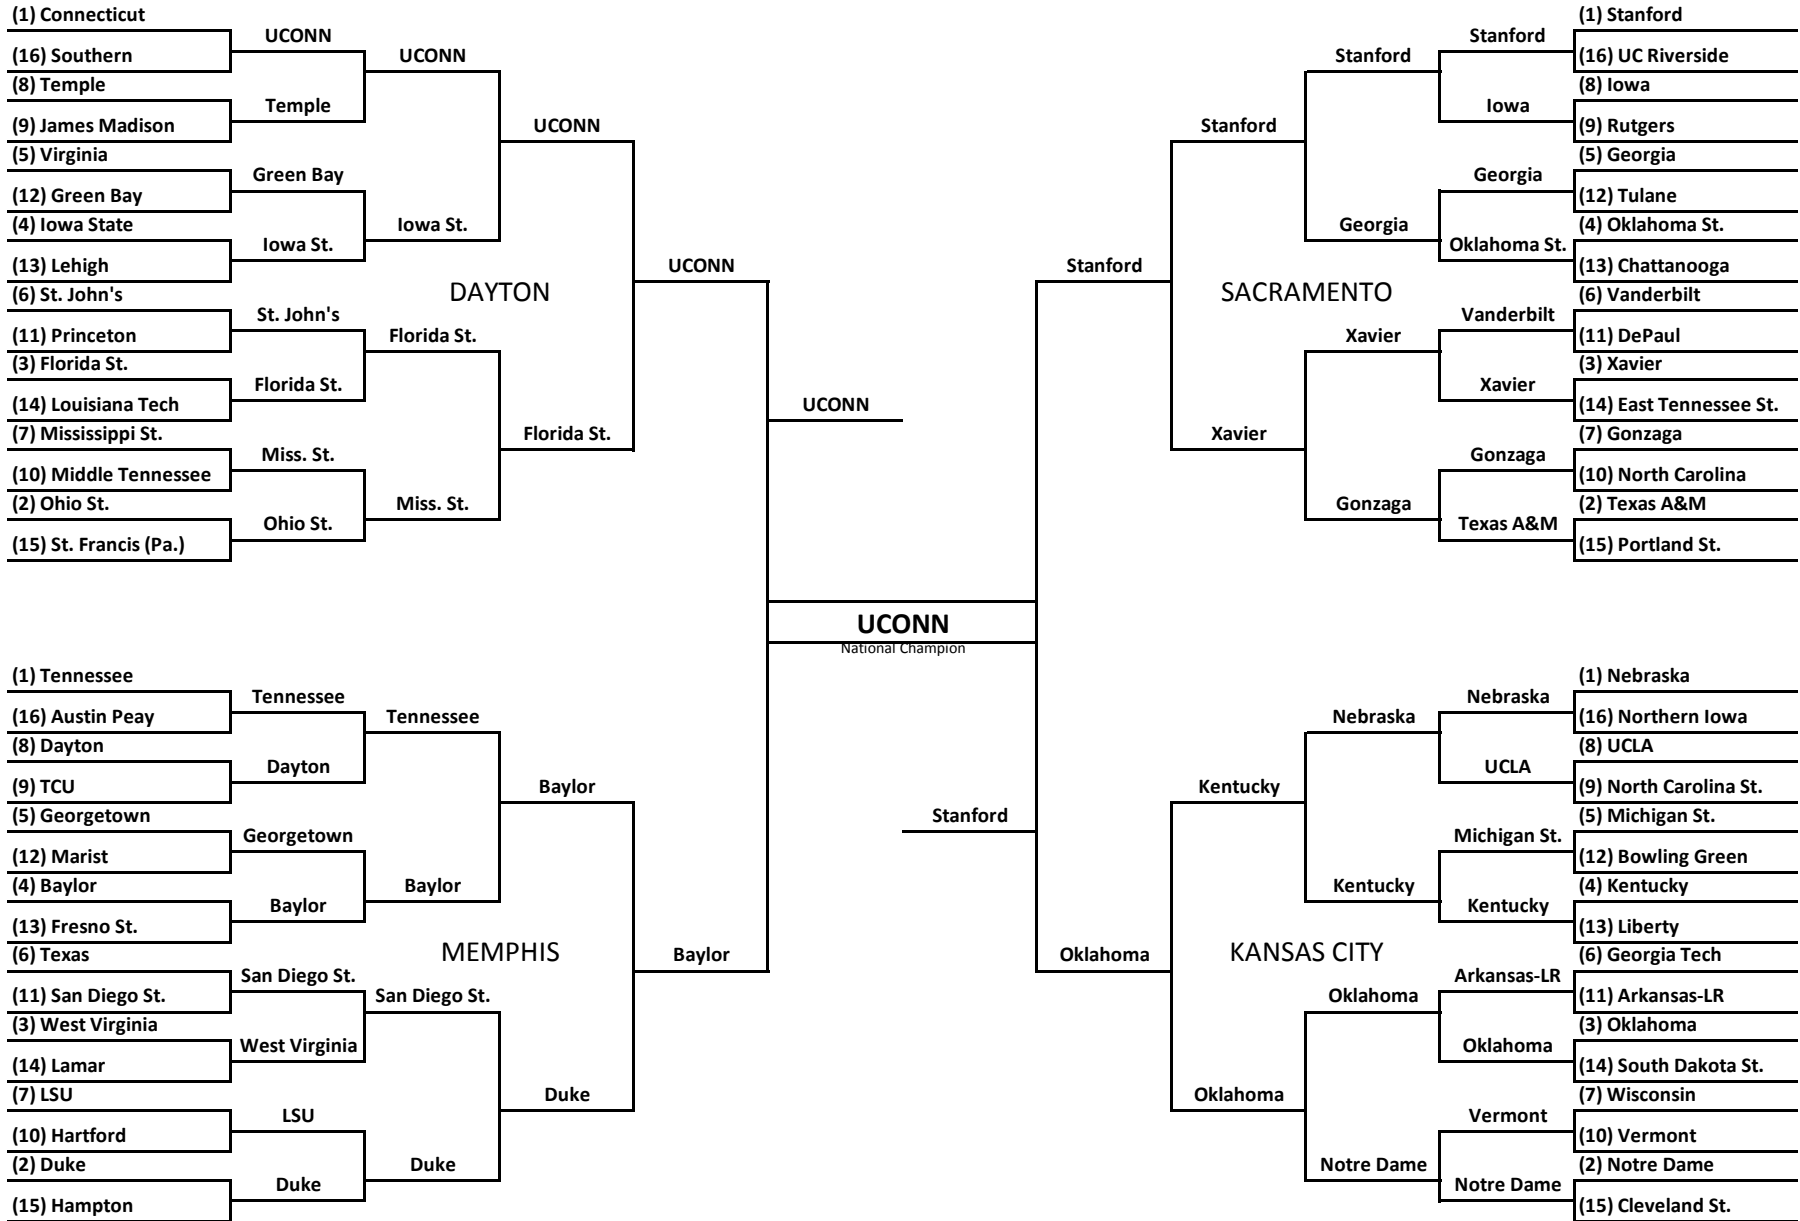 (1) Connecticut
(16) Southern
(8) Temple
(9) James Madison
(5) Virginia
(12) Green Bay
(4) Iowa State
(13) Lehigh
(6) St. John's
(11) Princeton
(3) Florida St.
(14) Louisiana Tech
(7) Mississippi St.
(10) Middle Tennessee
(2) Ohio St.
(15) St. Francis (Pa.)
UCONN
Temple
Green Bay
Iowa St.
St. John's
Florida St.
Miss. St.
Ohio St.
UCONN
Iowa St.
Florida St.
Miss. St.
UCONN
Florida St.
DAYTON
UCONN
(1) Tennessee
(16) Austin Peay
(8) Dayton
(9) TCU
(5) Georgetown
(12) Marist
(4) Baylor
(13) Fresno St.
(6) Texas
(11) San Diego St.
(3) West Virginia
(14) Lamar
(7) LSU
(10) Hartford
(2) Duke
(15) Hampton
Tennessee
Dayton
Georgetown
Baylor
San Diego St.
West Virginia
LSU
Duke
Tennessee
Baylor
San Diego St.
Duke
Baylor
Duke
MEMPHIS
Baylor
UCONN
UCONN
National Champion
Stanford
Stanford
SACRAMENTO
Stanford
Xavier
Stanford
Georgia
Xavier
Gonzaga
Stanford
Iowa
Georgia
Oklahoma St.
Vanderbilt
Xavier
Gonzaga
Texas A&M
(1) Stanford
(16) UC Riverside
(8) Iowa
(9) Rutgers
(5) Georgia
(12) Tulane
(4) Oklahoma St.
(13) Chattanooga
(6) Vanderbilt
(11) DePaul
(3) Xavier
(14) East Tennessee St.
(7) Gonzaga
(10) North Carolina
(2) Texas A&M
(15) Portland St.
Oklahoma
KANSAS CITY
Kentucky
Oklahoma
Nebraska
Kentucky
Oklahoma
Notre Dame
Nebraska
UCLA
Michigan St.
Kentucky
Arkansas-LR
Oklahoma
Vermont
Notre Dame
(1) Nebraska
(16) Northern Iowa
(8) UCLA
(9) North Carolina St.
(5) Michigan St.
(12) Bowling Green
(4) Kentucky
(13) Liberty
(6) Georgia Tech
(11) Arkansas-LR
(3) Oklahoma
(14) South Dakota St.
(7) Wisconsin
(10) Vermont
(2) Notre Dame
(15) Cleveland St.